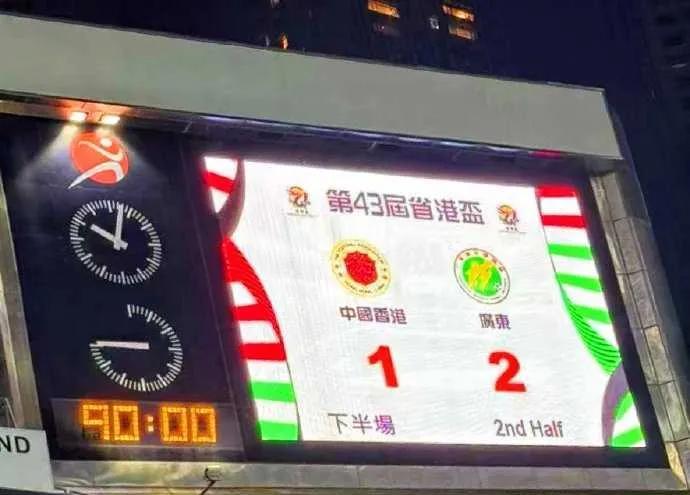 第43屆省港盃
中國香港
廣東
1
2
下半場
2nd Half
90:00
ND